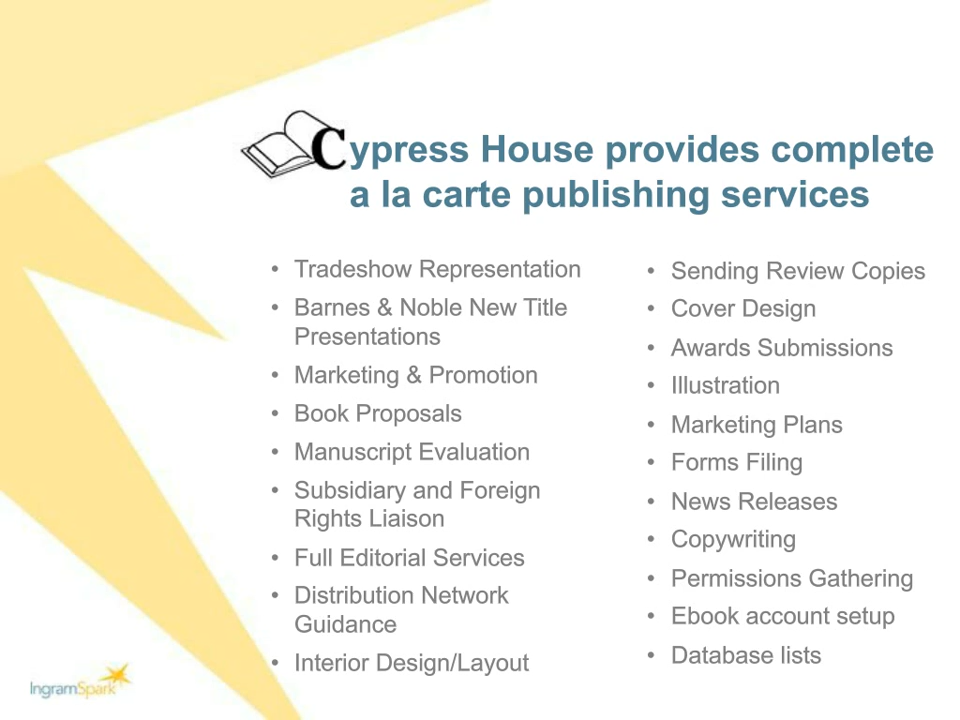 Cypress House provides complete
a la carte publishing services
• Tradeshow Representation
• Barnes & Noble New Title
Presentations
• Marketing & Promotion
• Book Proposals
• Manuscript Evaluation
• Subsidiary and Foreign
Rights Liaison
• Full Editorial Services
• Distribution Network
Guidance
• Interior Design/Layout
• Sending Review Copies
• Cover Design
• Awards Submissions
• Illustration
• Marketing Plans
• Forms Filing
• News Releases
• Copywriting
• Permissions Gathering
• Ebook account setup
• Database lists
IngramSpark